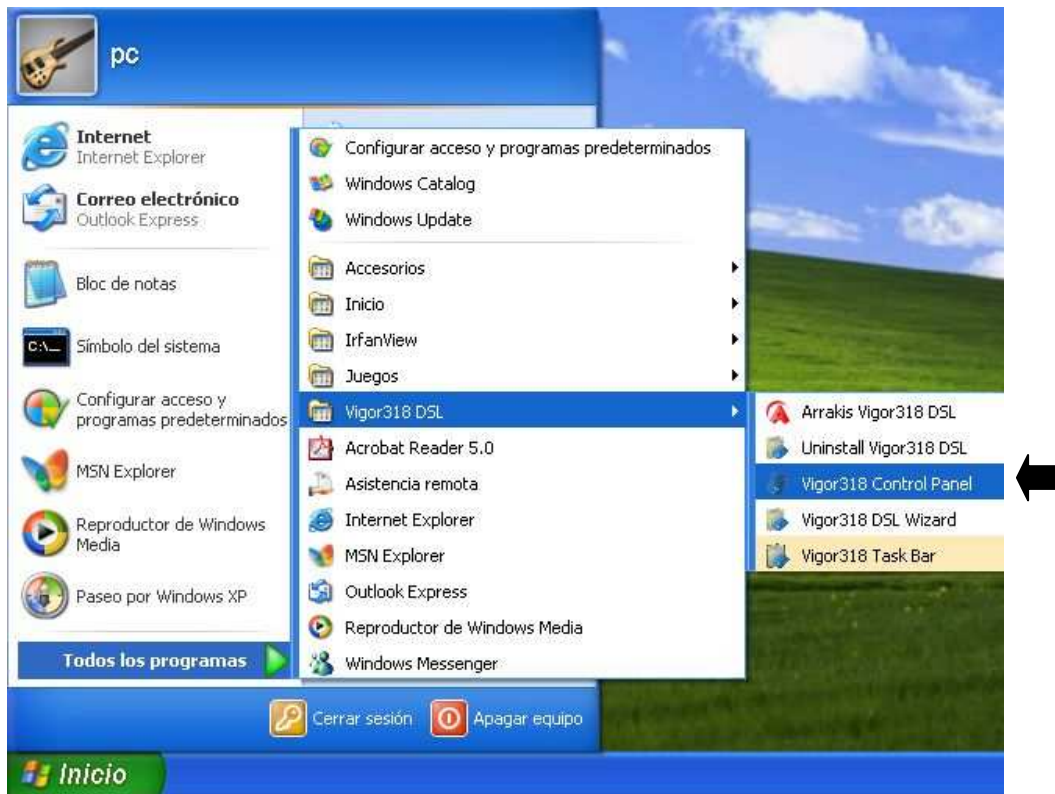 pc
Internet
Internet Explorer
Correo electrónico
Outlook Express
Bloc de notas
C:\_
Símbolo del sistema
Configurar acceso y
programas predeterminados
MSN Explorer
Reproductor de Windows
Media
Paseo por Windows XP
Todos los programas
Configurar acceso y programas predeterminados
Windows Catalog
Windows Update
Accesorios
Inicio
IrfanView
Juegos
Vigor318 DSL
Acrobat Reader 5.0
Asistencia remota
Internet Explorer
MSN Explorer
Outlook Express
Reproductor de Windows Media
Windows Messenger
Arrakis Vigor318 DSL
Uninstall Vigor318 DSL
Vigor318 Control Panel
Vigor318 DSL Wizard
Vigor318 Task Bar
Cerrar sesión
Apagar equipo
Inicio